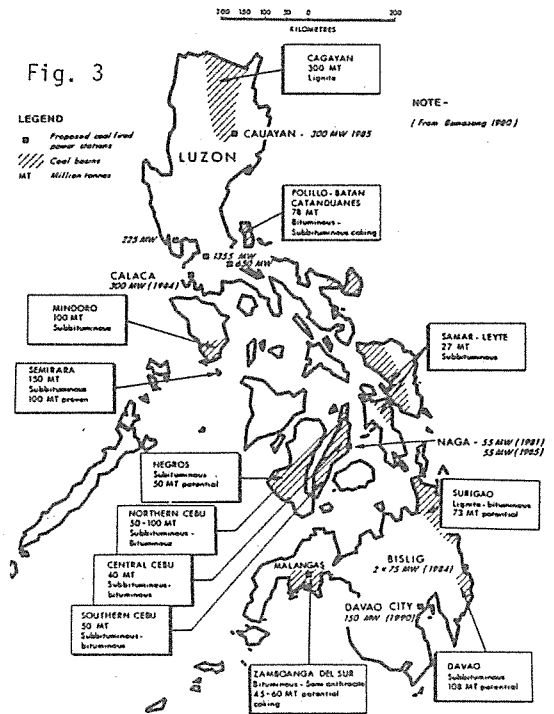 200 150 100 50 0 200
KILOMETRES
Fig. 3
LEGEND
Proposed coal fired
power stations
Coal basins
MT Million tonnes
CAGAYAN
300 MT
Lignite
NOTE-
(From 1980)
CAUAYAN - 300 MW 1985
LUZON
POLILLO-BATAN
CATANDUANES
78 MT
Bituminous-
Subbituminous coking
225 MW
1355 MW
650 MW
CALACA
300 MW (1984)
MINDORO
100 MT
Subbituminous
SEMIRARA
150 MT
Subbituminous
100 MT proven
SAMAR - LEYTE
27 MT
Subbituminous
NAGA - 55 MW (1981)
55 MW (1985)
NEGROS
Subbituminous
50 MT potential
NORTHERN CEBU
50-100 MT
Subbituminous-
Bituminous
CENTRAL CEBU
40 MT
Subbituminous-
bituminous
SOUTHERN CEBU
50 MT
Subbituminous-
bituminous
SURIGAO
Lignite - bituminous
73 MT potential
BISLIG
2 x 75 MW (1984)
MALANGAS
DAVAO CITY
150 MW (1990)
ZAMBOANGA DEL SUR
Bituminous - Semi anthracite
45-60 MT potential
coking
DAVAO
Subbituminous
108 MT potential